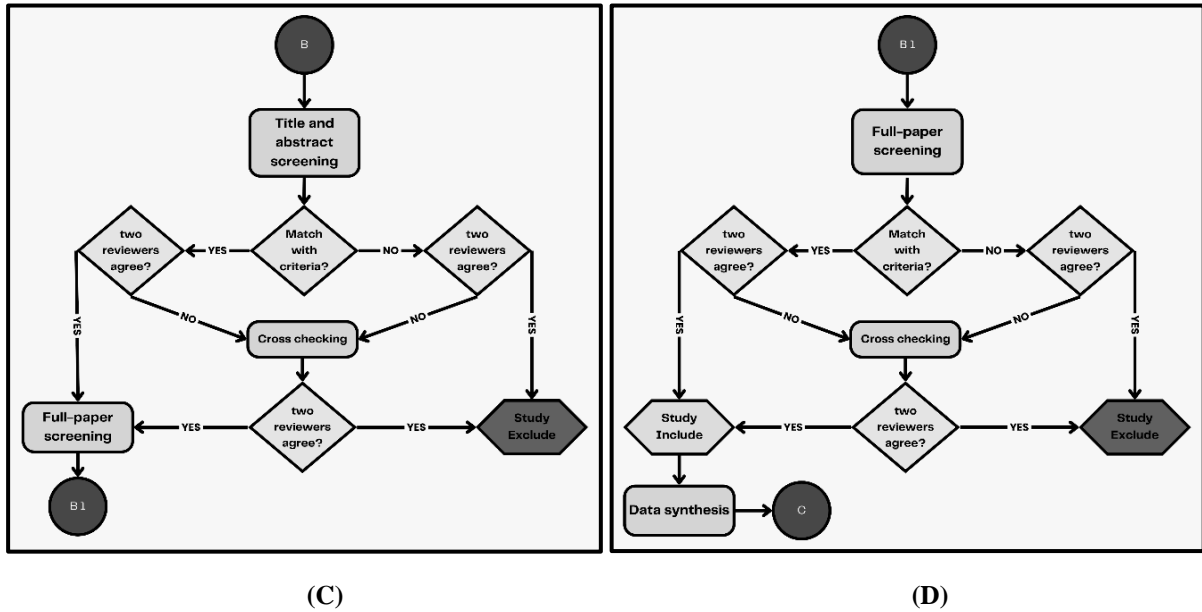 B
Title and
abstract
screening
two
reviewers
agree?
YES
Match
with
criteria?
NO
two
reviewers
agree?
YES
NO
NO
YES
Cross checking
Full-paper
screening
YES
two
reviewers
agree?
YES
Study
Exclude
B1
(C)
B1
Full-paper
screening
two
reviewers
agree?
YES
Match
with
criteria?
NO
two
reviewers
agree?
YES
NO
NO
YES
Cross checking
Study
Include
YES
two
reviewers
agree?
YES
Study
Exclude
Data synthesis
C
(D)